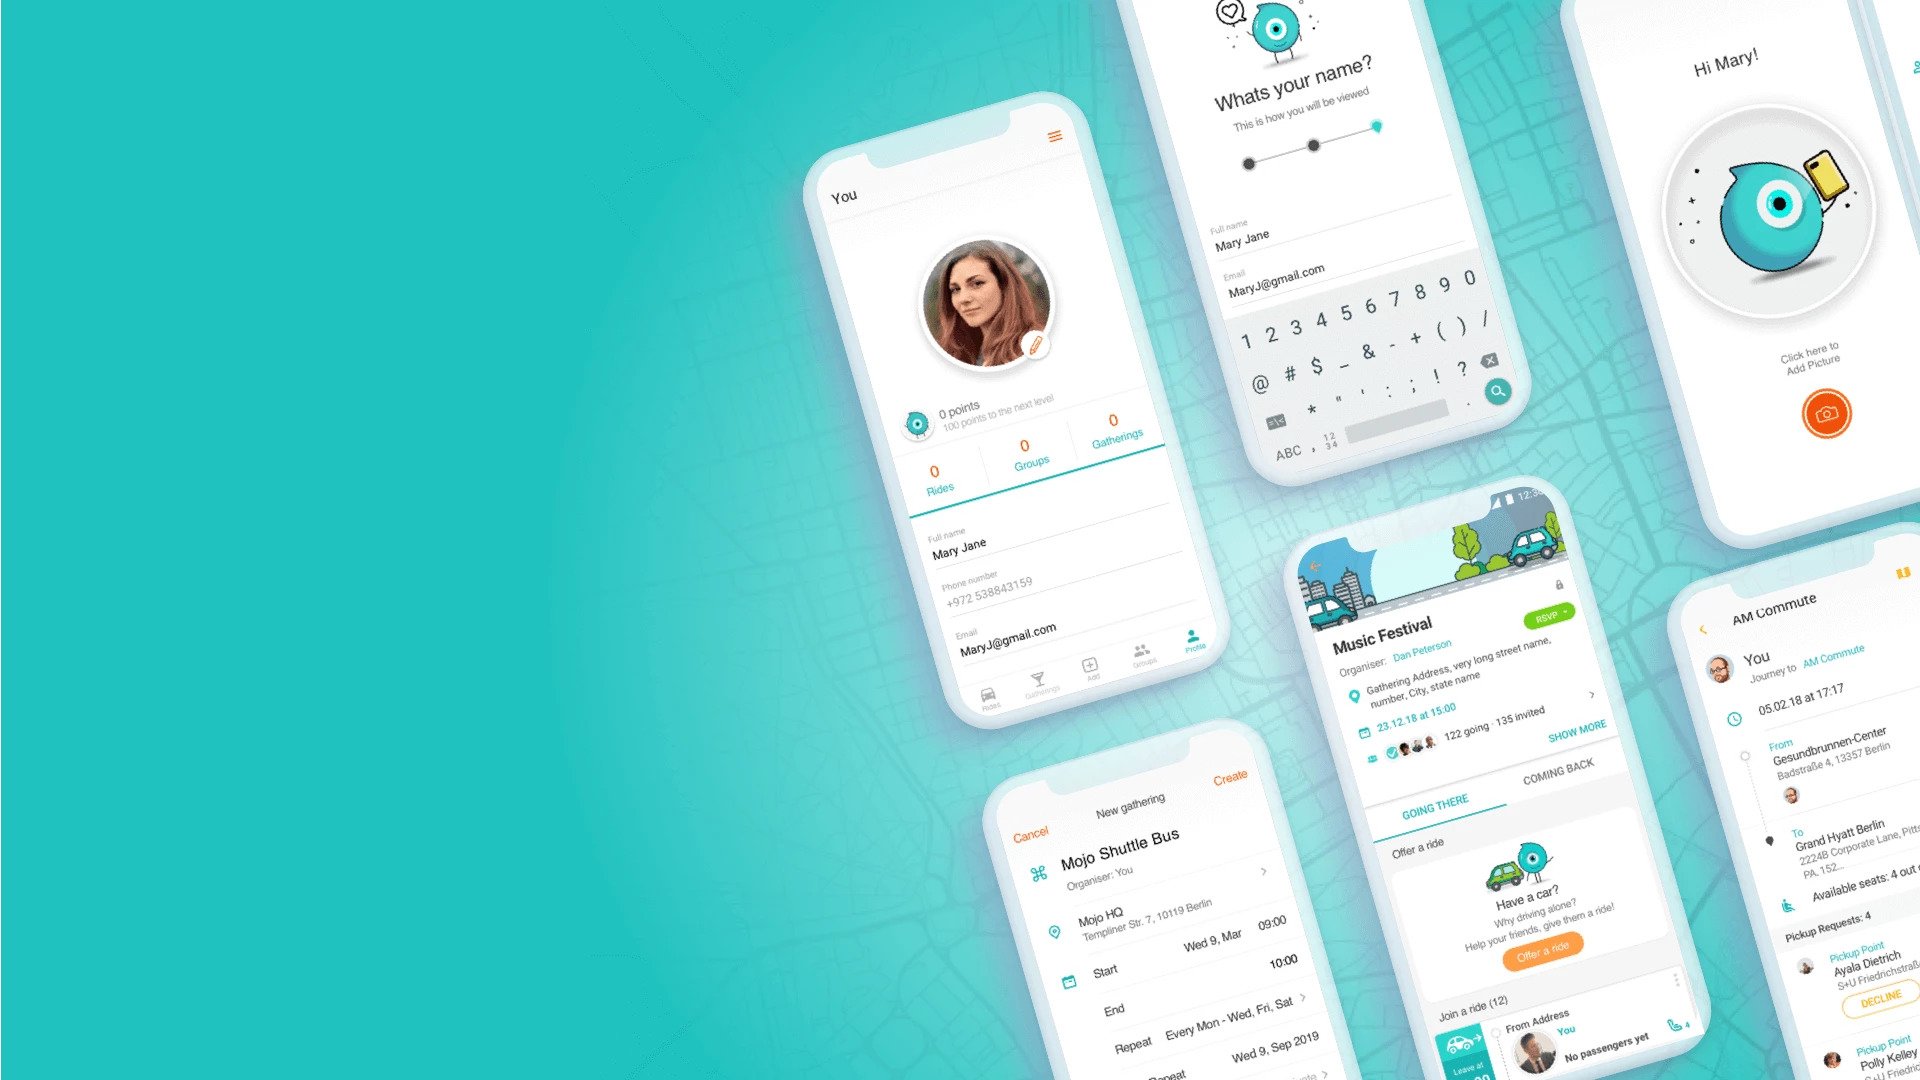 You
0 points
100 points to the next level
0
Rides
0
Groups
0
Gatherings
Full name
Mary Jane
Phone number
+972 538843159
Email
MaryJ@gmail.com
Rides
Gatherings
Add
Groups
Profile
Whats your name?
This is how you will be viewed
Full name
Mary Jane
Email
MaryJ@gmail.com
1 2 3 4 5 6 7 8 9 0
@ # $ _ & - + ( ) /
=\< * " ' : ; ! ?
ABC , 12 34 .
Hi Mary!
Click here to
Add Picture
Cancel
New gathering
Create
Mojo Shuttle Bus
Organiser: You
Mojo HQ
Templiner Str. 7, 10119 Berlin
Start
Wed 9, Mar
09:00
End
10:00
Repeat
Every Mon - Wed, Fri, Sat
Wed 9, Sep 2019
Music Festival
RSVP
Organiser: Dan Peterson
Gathering Address, very long street name,
number, City, state name
23.12.18 at 15:00
122 going · 135 invited
SHOW MORE
GOING THERE
COMING BACK
Offer a ride
Have a car?
Why driving alone?
Help your friends, give them a ride!
Offer a ride
Join a ride (12)
From Address
You
No passengers yet
4
Leave at
AM Commute
You
Journey to AM Commute
05.02.18 at 17:17
From
Gesundbrunnen-Center
Badstraße 4, 13357 Berlin
To
Grand Hyatt Berlin
2224B Corporate Lane,
PA, 152...
Available seats: 4 out
Pickup Requests: 4
Pickup Point
Ayala Dietrich
S+U Friedrichstraß
DECLINE
Pickup Point
Polly Kelley